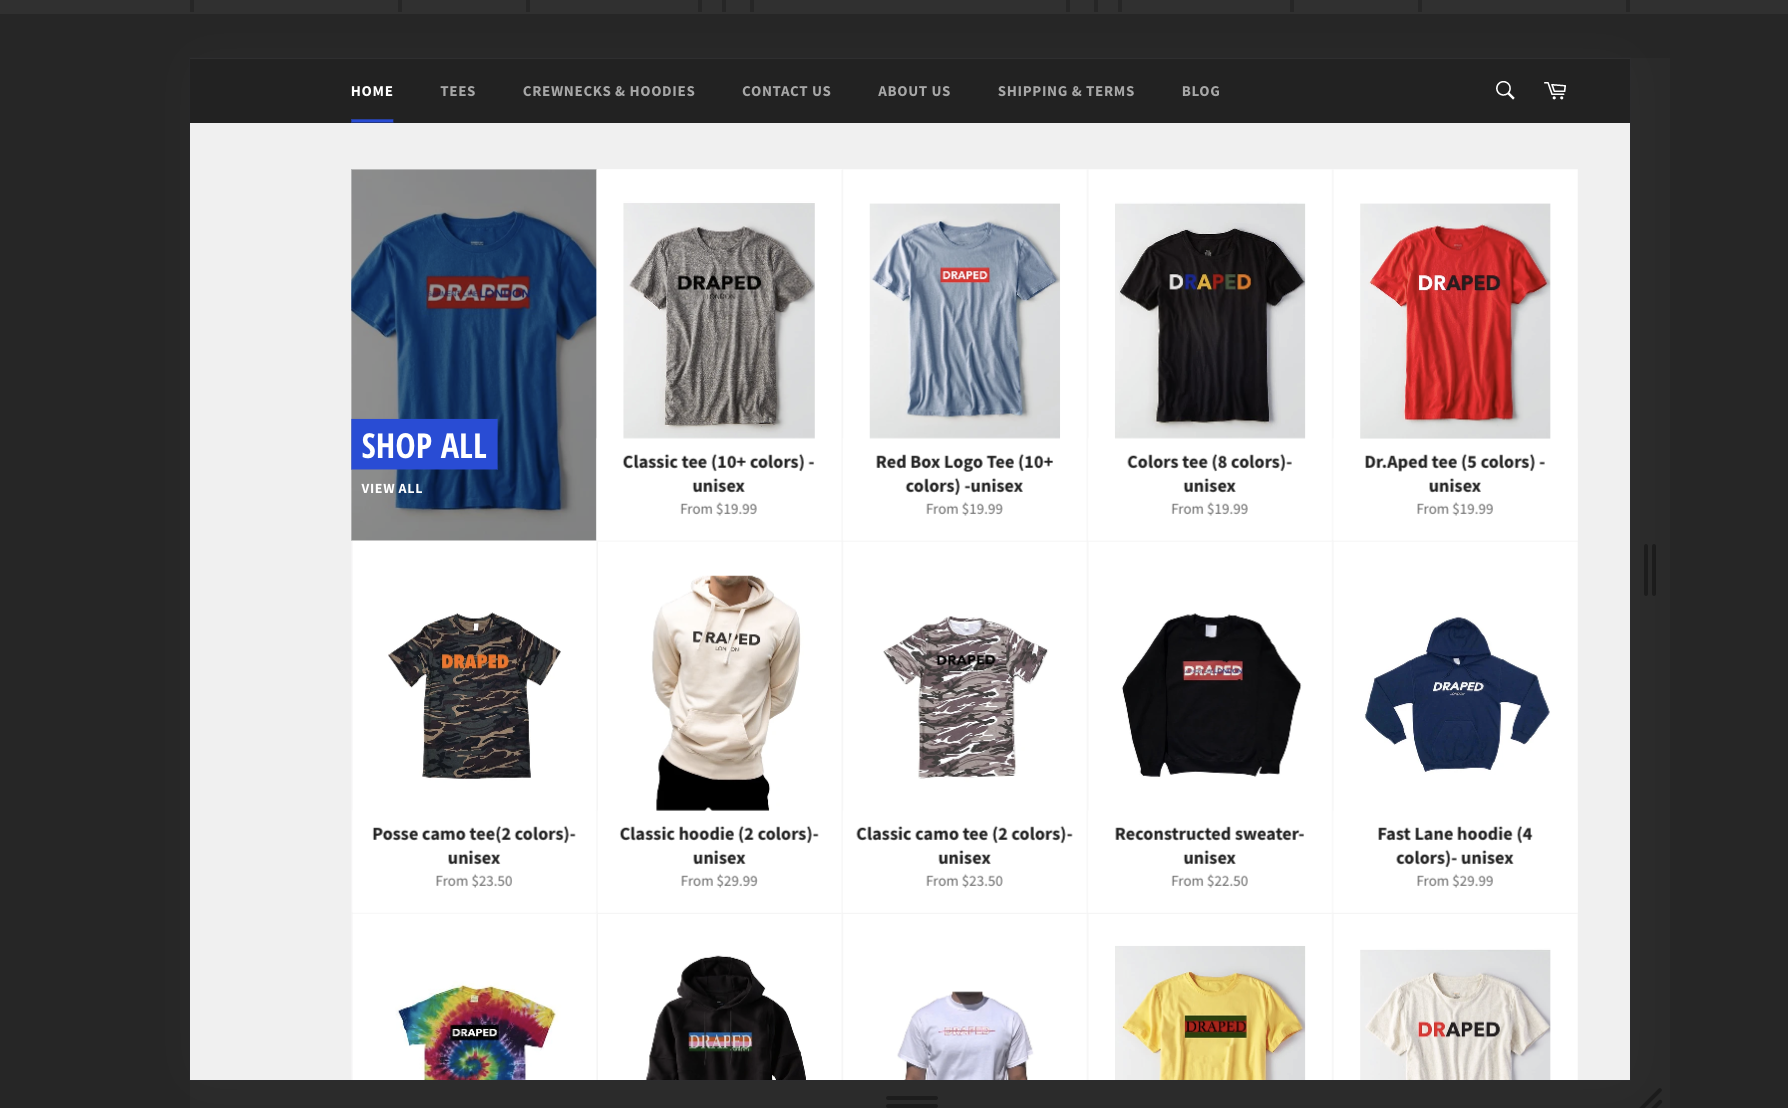 HOME TEES CREWNECKS & HOODIES CONTACT US ABOUT US SHIPPING & TERMS BLOG
DRAPED
SHOP ALL
VIEW ALL
DRAPED
LONDON
Classic tee (10+ colors) -
unisex
From $19.99
DRAPED
Red Box Logo Tee (10+
colors) -unisex
From $19.99
DRAPED
Colors tee (8 colors)-
unisex
From $19.99
DRAPED
Dr.Aped tee (5 colors) -
unisex
From $19.99
DRAPED
Posse camo tee(2 colors)-
unisex
From $23.50
DRAPED
LONDON
Classic hoodie (2 colors)-
unisex
From $29.99
DRAPED
Classic camo tee (2 colors)-
unisex
From $23.50
DRAPED
Reconstructed sweater-
unisex
From $22.50
DRAPED
LONDON
Fast Lane hoodie (4
colors)- unisex
From $29.99
DRAPED
DRAPED
DRAPED
DRAPED
DRAPED